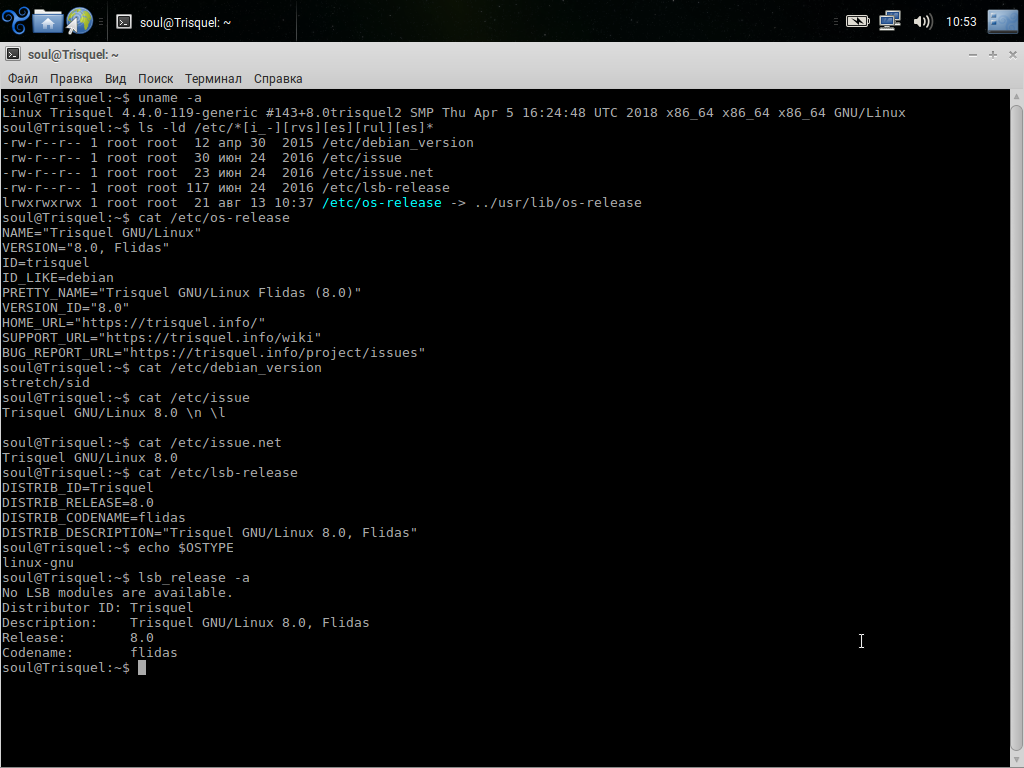 soul@Trisquel: ~
10:53
soul@Trisquel: ~
Файл Правка Вид Поиск Терминал Справка
soul@Trisquel:~$ uname -a
Linux Trisquel 4.4.0-119-generic #143+8.0trisquel2 SMP Thu Apr 5 16:24:48 UTC 2018 x86_64 x86_64 x86_64 GNU/Linux
soul@Trisquel:~$ ls -ld /etc/*[i_-][rvs][es][rul][es]*
-rw-r--r-- 1 root root  12 апр 30  2015 /etc/debian_version
-rw-r--r-- 1 root root  30 июн 24  2016 /etc/issue
-rw-r--r-- 1 root root  23 июн 24  2016 /etc/issue.net
-rw-r--r-- 1 root root 117 июн 24  2016 /etc/lsb-release
lrwxrwxrwx 1 root root  21 авг 13 10:37 /etc/os-release -> ../usr/lib/os-release
soul@Trisquel:~$ cat /etc/os-release
NAME="Trisquel GNU/Linux"
VERSION="8.0, Flidas"
ID=trisquel
ID_LIKE=debian
PRETTY_NAME="Trisquel GNU/Linux Flidas (8.0)"
VERSION_ID="8.0"
HOME_URL="https://trisquel.info/"
SUPPORT_URL="https://trisquel.info/wiki"
BUG_REPORT_URL="https://trisquel.info/project/issues"
soul@Trisquel:~$ cat /etc/debian_version
stretch/sid
soul@Trisquel:~$ cat /etc/issue
Trisquel GNU/Linux 8.0 \n \l
soul@Trisquel:~$ cat /etc/issue.net
Trisquel GNU/Linux 8.0
soul@Trisquel:~$ cat /etc/lsb-release
DISTRIB_ID=Trisquel
DISTRIB_RELEASE=8.0
DISTRIB_CODENAME=flidas
DISTRIB_DESCRIPTION="Trisquel GNU/Linux 8.0, Flidas"
soul@Trisquel:~$ echo $OSTYPE
linux-gnu
soul@Trisquel:~$ lsb_release -a
No LSB modules are available.
Distributor ID: Trisquel
Description:    Trisquel GNU/Linux 8.0, Flidas
Release:        8.0
Codename:       flidas
soul@Trisquel:~$